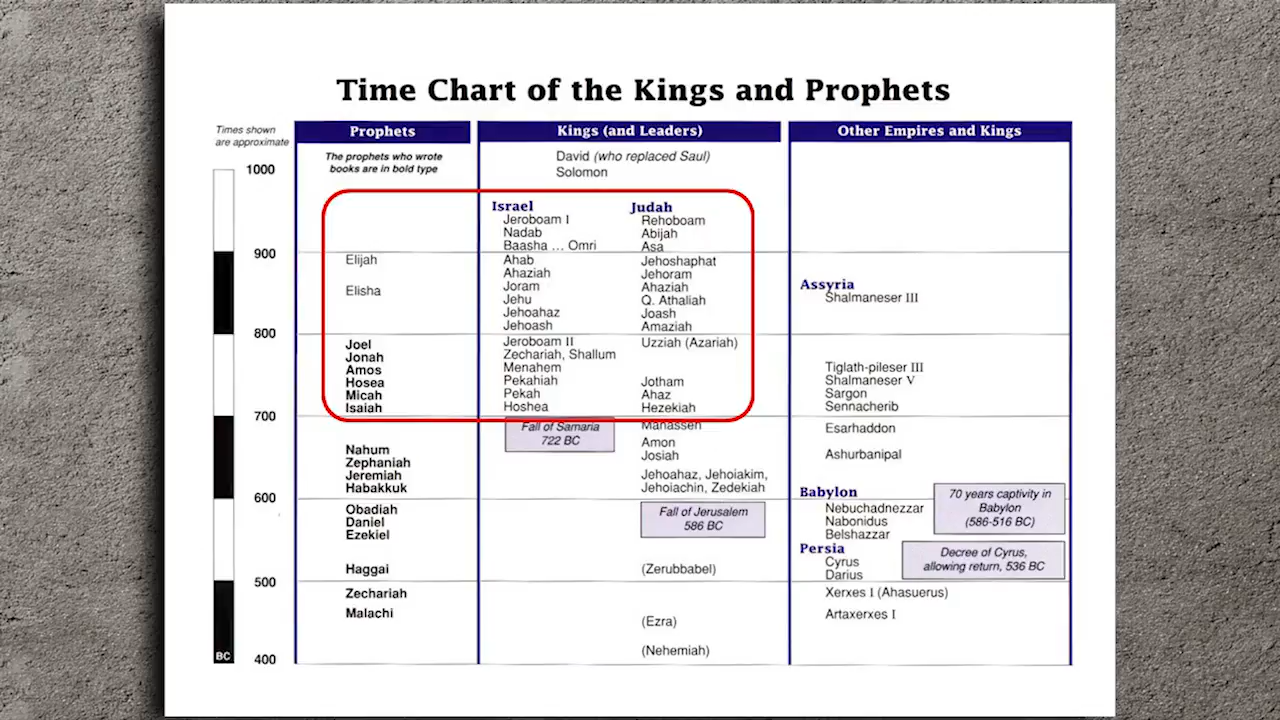 Time Chart of the Kings and Prophets
Times shown
are approximate
Prophets
Kings (and Leaders)
Other Empires and Kings
The prophets who wrote
books are in bold type
David (who replaced Saul)
Solomon
1000
Israel
Judah
Jeroboam I
Rehoboam
Nadab
Abijah
Baasha … Omri
Asa
900
Elijah
Ahab
Jehoshaphat
Ahaziah
Jehoram
Elisha
Joram
Ahaziah
Assyria
Jehu
Q. Athaliah
Shalmaneser III
Jehoahaz
Joash
Jehoash
Amaziah
800
Joel
Jeroboam II
Uzziah (Azariah)
Jonah
Zechariah, Shallum
Amos
Menahem
Tiglath-pileser III
Hosea
Pekahiah
Jotham
Shalmaneser V
Micah
Pekah
Ahaz
Sargon
Isaiah
Hoshea
Hezekiah
Sennacherib
700
Fall of Samaria
722 BC
Manasseh
Esarhaddon
Amon
Nahum
Josiah
Ashurbanipal
Zephaniah
Jeremiah
Jehoahaz, Jehoiakim,
Habakkuk
Jehoiachin, Zedekiah
Babylon
70 years captivity in
Babylon
(586-516 BC)
600
Obadiah
Fall of Jerusalem
586 BC
Nebuchadnezzar
Daniel
Nabonidus
Ezekiel
Belshazzar
Persia
Decree of Cyrus,
allowing return, 536 BC
Haggai
(Zerubbabel)
Cyrus
Darius
500
Zechariah
Xerxes I (Ahasuerus)
Malachi
(Ezra)
Artaxerxes I
(Nehemiah)
BC
400